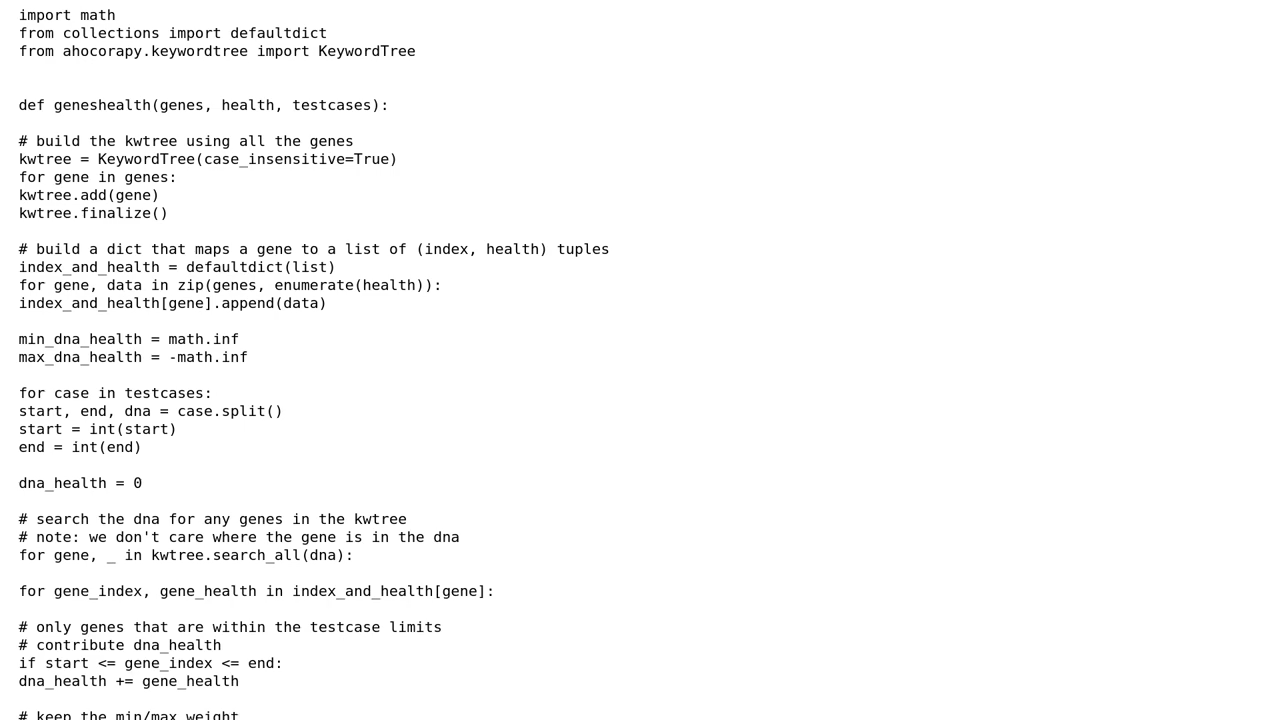 import math
from collections import defaultdict
from ahocorapy.keywordtree import KeywordTree
def geneshealth(genes, health, testcases):
# build the kwtree using all the genes
kwtree = KeywordTree(case_insensitive=True)
for gene in genes:
kwtree.add(gene)
kwtree.finalize()
# build a dict that maps a gene to a list of (index, health) tuples
index_and_health = defaultdict(list)
for gene, data in zip(genes, enumerate(health)):
index_and_health[gene].append(data)
min_dna_health = math.inf
max_dna_health = -math.inf
for case in testcases:
start, end, dna = case.split()
start = int(start)
end = int(end)
dna_health = 0
# search the dna for any genes in the kwtree
# note: we don't care where the gene is in the dna
for gene, _ in kwtree.search_all(dna):
for gene_index, gene_health in index_and_health[gene]:
# only genes that are within the testcase limits
# contribute dna_health
if start <= gene_index <= end:
dna_health += gene_health
# keep the min/max weight